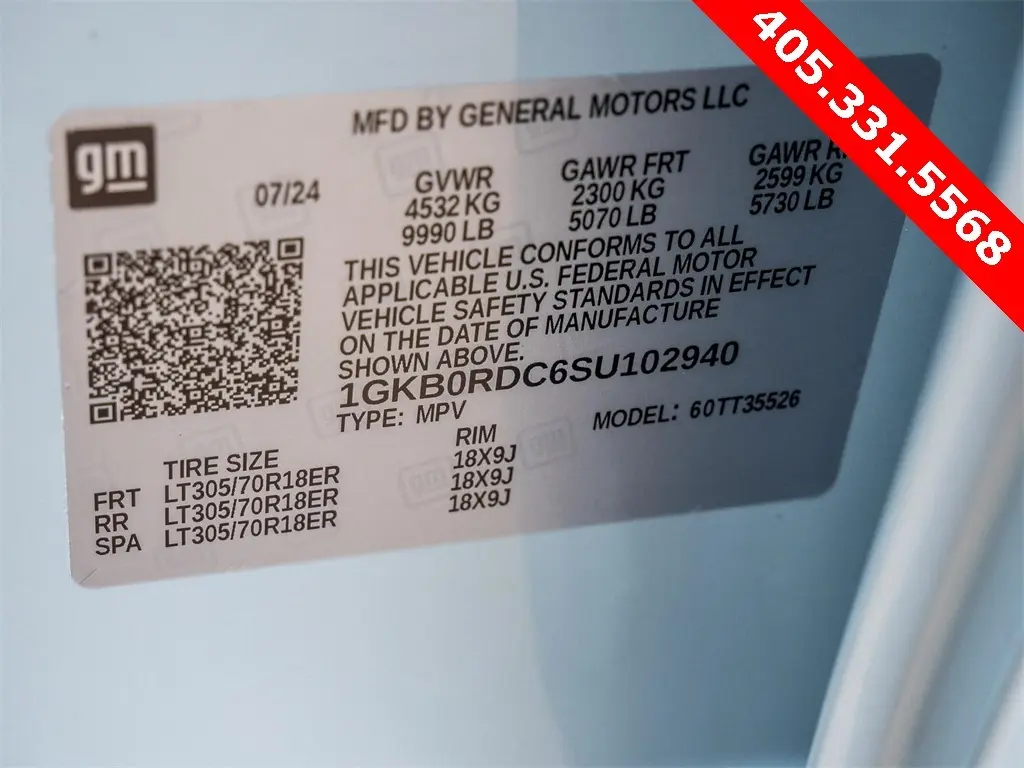 405.331.5568
gm
MFD BY GENERAL MOTORS LLC
07/24
GVWR
4532 KG
9990 LB
GAWR FRT
2300 KG
5070 LB
GAWR
2599 KG
5730 LB
THIS VEHICLE CONFORMS TO ALL
APPLICABLE U.S. FEDERAL MOTOR
VEHICLE SAFETY STANDARDS IN EFFECT
ON THE DATE OF MANUFACTURE
SHOWN ABOVE.
1GKB0RDC6SU102940
TYPE: MPV
MODEL: 60TT35526
TIRE SIZE RIM
FRT LT305/70R18ER 18X9J
RR LT305/70R18ER 18X9J
SPA LT305/70R18ER 18X9J